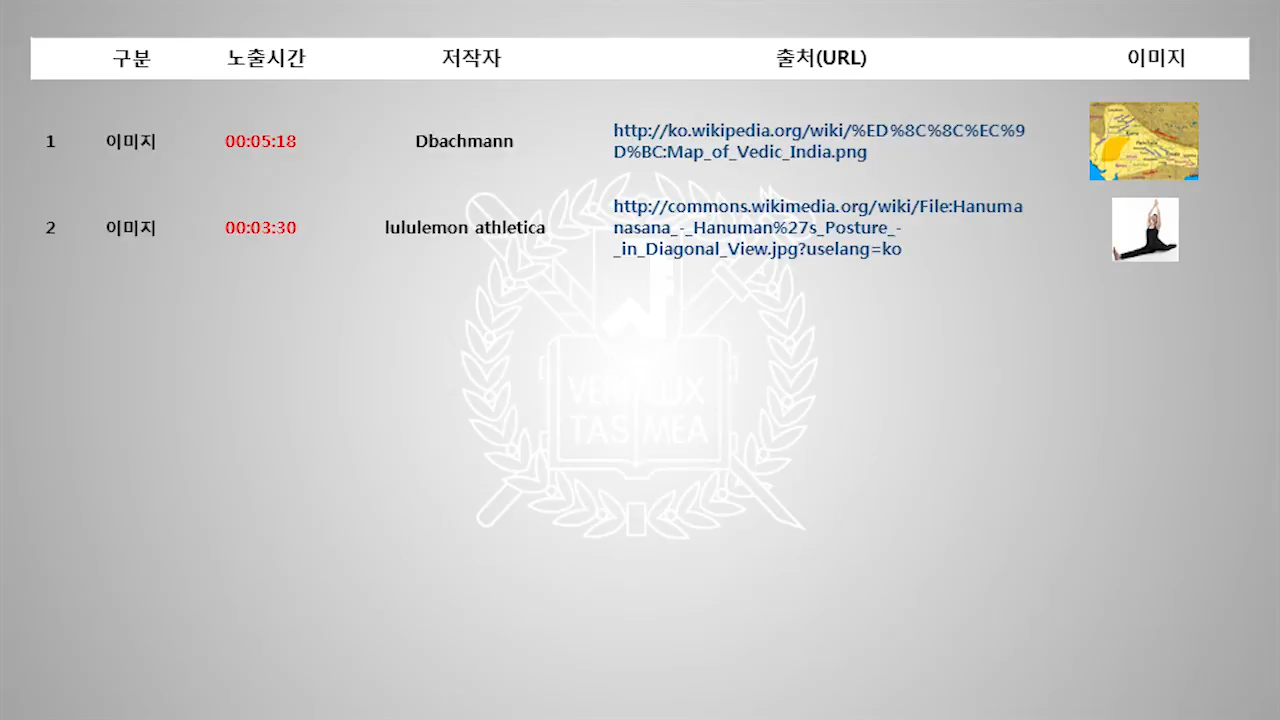 구분 노출시간 저작자 출처(URL) 이미지
1 이미지 00:05:18 Dbachmann http://ko.wikipedia.org/wiki/%ED%8C%8C%EC%9
D%BC:Map_of_Vedic_India.png
2 이미지 00:03:30 lululemon athletica http://commons.wikimedia.org/wiki/File:Hanuma
nasana_-_Hanuman%27s_Posture_-
_in_Diagonal_View.jpg?uselang=ko
VERI LUX
TAS MEA